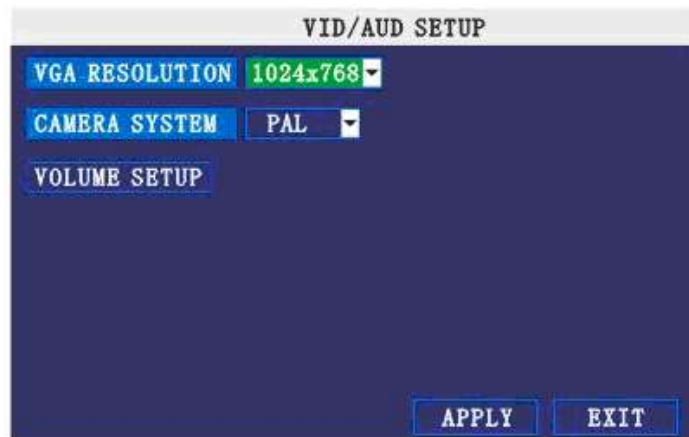 VID/AUD SETUP
VGA RESOLUTION 1024x768
CAMERA SYSTEM PAL
VOLUME SETUP
APPLY EXIT